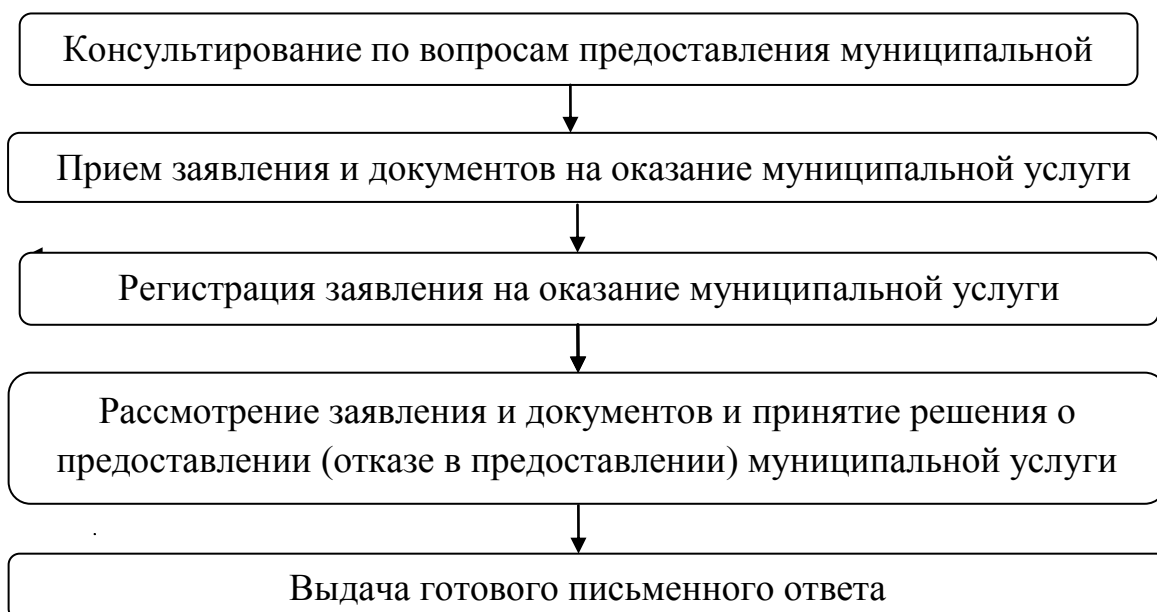 Консультирование по вопросам предоставления муниципальной
Прием заявления и документов на оказание муниципальной услуги
Регистрация заявления на оказание муниципальной услуги
Рассмотрение заявления и документов и принятие решения о
предоставлении (отказе в предоставлении) муниципальной услуги
Выдача готового письменного ответа